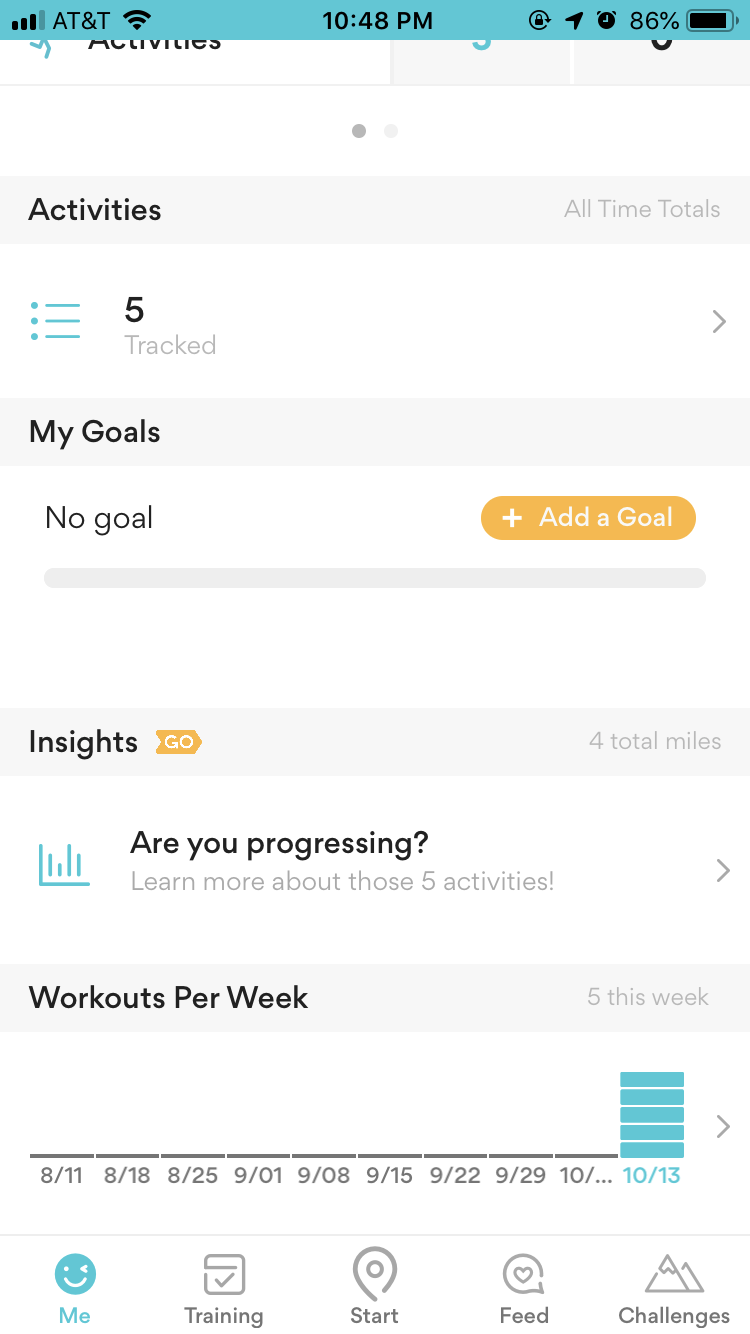 AT&T 10:48 PM 86%
Activities
Activities All Time Totals
5
Tracked
My Goals
No goal + Add a Goal
Insights GO 4 total miles
Are you progressing?
Learn more about those 5 activities!
Workouts Per Week 5 this week
8/11 8/18 8/25 9/01 9/08 9/15 9/22 9/29 10/... 10/13
Me Training Start Feed Challenges